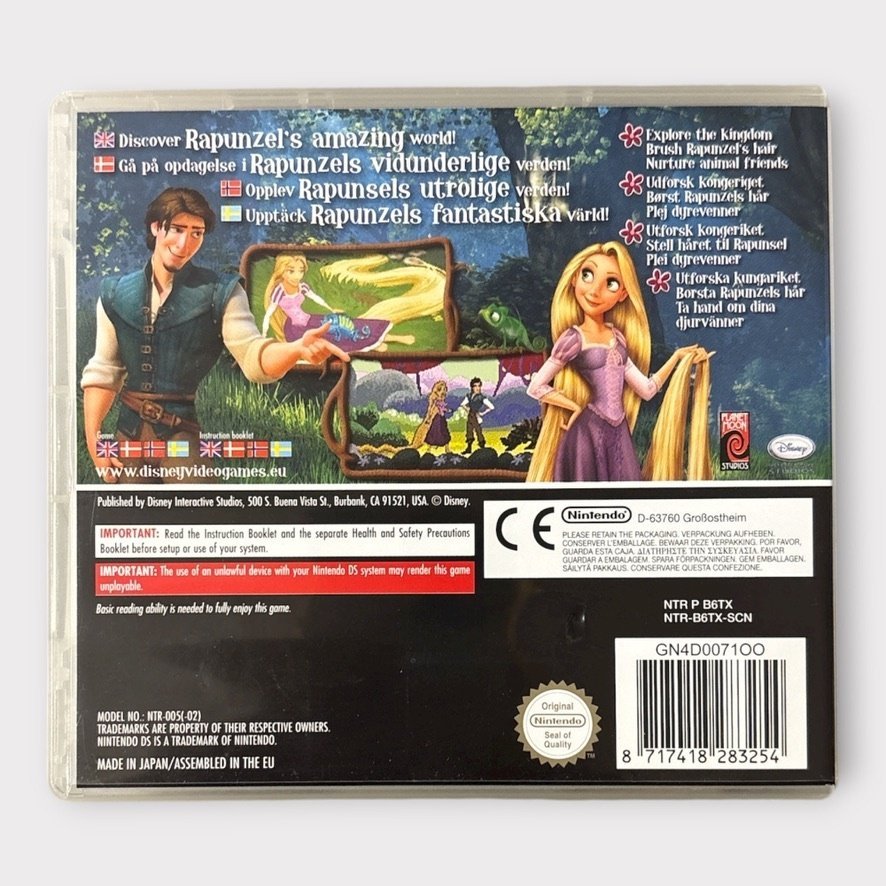 Discover Rapunzel's amazing world!
Gå på opdagelse i Rapunzels vidunderlige verden!
Opplev Rapunsels utrolige verden!
Upptäck Rapunzels fantastiska värld!
Explore the kingdom
Brush Rapunzel's hair
Nurture animal friends
Udforsk kongeriget
Børst Rapunzels hår
Plej dyrevenner
Utforsk kongeriket
Stell håret til Rapunsel
Plei dyrevenner
Utforska kungariket
Borsta Rapunzels hår
Ta hand om dina
djurvänner
Game
Instruction booklet
www.disneyvideogames.eu
PLANET
MOON
STUDIOS
Disney
STUDIOS
Published by Disney Interactive Studios, 500 S. Buena Vista St., Burbank, CA 91521, USA. © Disney.
IMPORTANT: Read the Instruction Booklet and the separate Health and Safety Precautions
Booklet before setup or use of your system.
IMPORTANT: The use of an unlawful device with your Nintendo DS system may render this game
unplayable.
Basic reading ability is needed to fully enjoy this game.
CE
Nintendo
D-63760 Großostheim
PLEASE RETAIN THE PACKAGING. VERPACKUNG AUFHEBEN.
CONSERVER L'EMBALLAGE. BEWAAR DEZE VERPAKKING. POR FAVOR,
GUARDA ESTA CAJA. ΔΙΑΤΗΡΗΣΤΕ ΤΗΝ ΣΥΣΚΕΥΑΣΙΑ. FAVOR
GUARDAR A EMBALAGEM. SPARA FÖRPACKNINGEN. GEM EMBALLAGEN.
SÄILYTÄ PAKKAUS. CONSERVARE QUESTA CONFEZIONE.
NTR P B6TX
NTR-B6TX-SCN
GN4D0071OO
8 717418 283254
Original
Nintendo
Seal of
Quality
TM
MODEL NO.: NTR-005(-02)
TRADEMARKS ARE PROPERTY OF THEIR RESPECTIVE OWNERS.
NINTENDO DS IS A TRADEMARK OF NINTENDO.
MADE IN JAPAN/ASSEMBLED IN THE EU